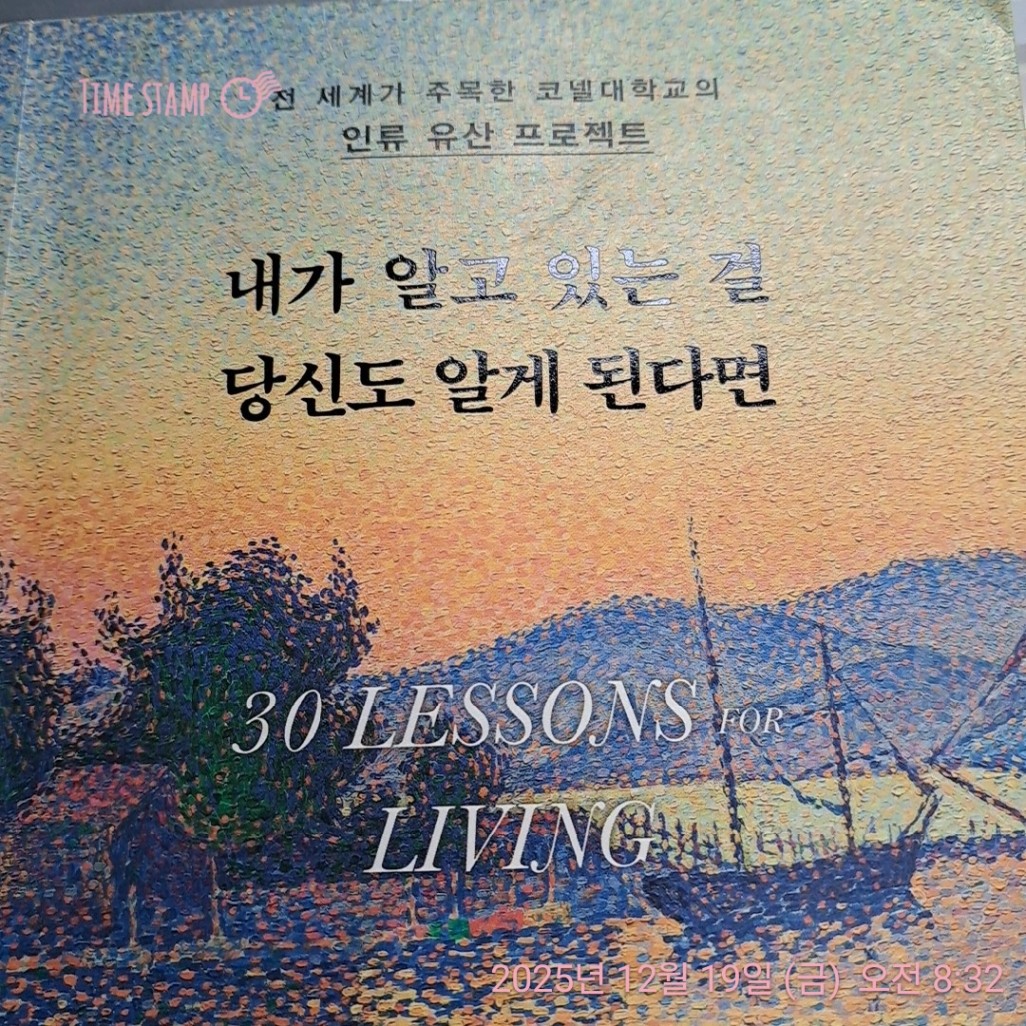 TIME STAMP
전 세계가 주목한 코넬대학교의
인류 유산 프로젝트
내가 알고 있는 걸
당신도 알게 된다면
30 LESSONS FOR
LIVING
2025년 12월 19일 (금) 오전 8:32